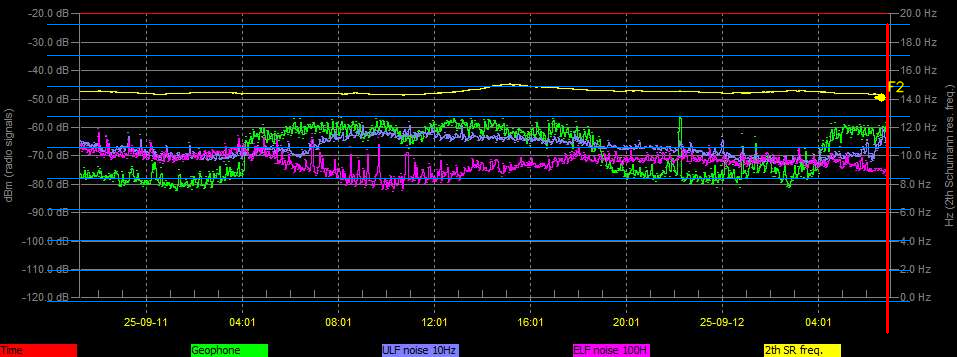 -20.0 dB
20.0 Hz
-30.0 dB
18.0 Hz
-40.0 dB
16.0 Hz
F2
-50.0 dB
14.0 Hz
-60.0 dB
12.0 Hz
-70.0 dB
10.0 Hz
-80.0 dB
8.0 Hz
-90.0 dB
6.0 Hz
-100.0 dB
4.0 Hz
-110.0 dB
2.0 Hz
-120.0 dB
0.0 Hz
dBm (radio signals)
Hz (2th Schumann res. freq.)
25-09-11 04:01 08:01 12:01 16:01 20:01 25-09-12 04:01
Time Geophone ULF noise 10Hz ELF noise 100H 2th SR freq.